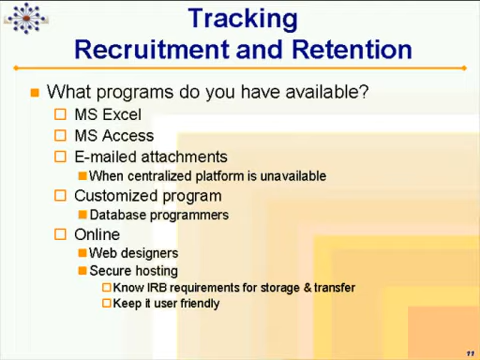 Tracking
Recruitment and Retention
What programs do you have available?
MS Excel
MS Access
E-mailed attachments
When centralized platform is unavailable
Customized program
Database programmers
Online
Web designers
Secure hosting
Know IRB requirements for storage & transfer
Keep it user friendly
11